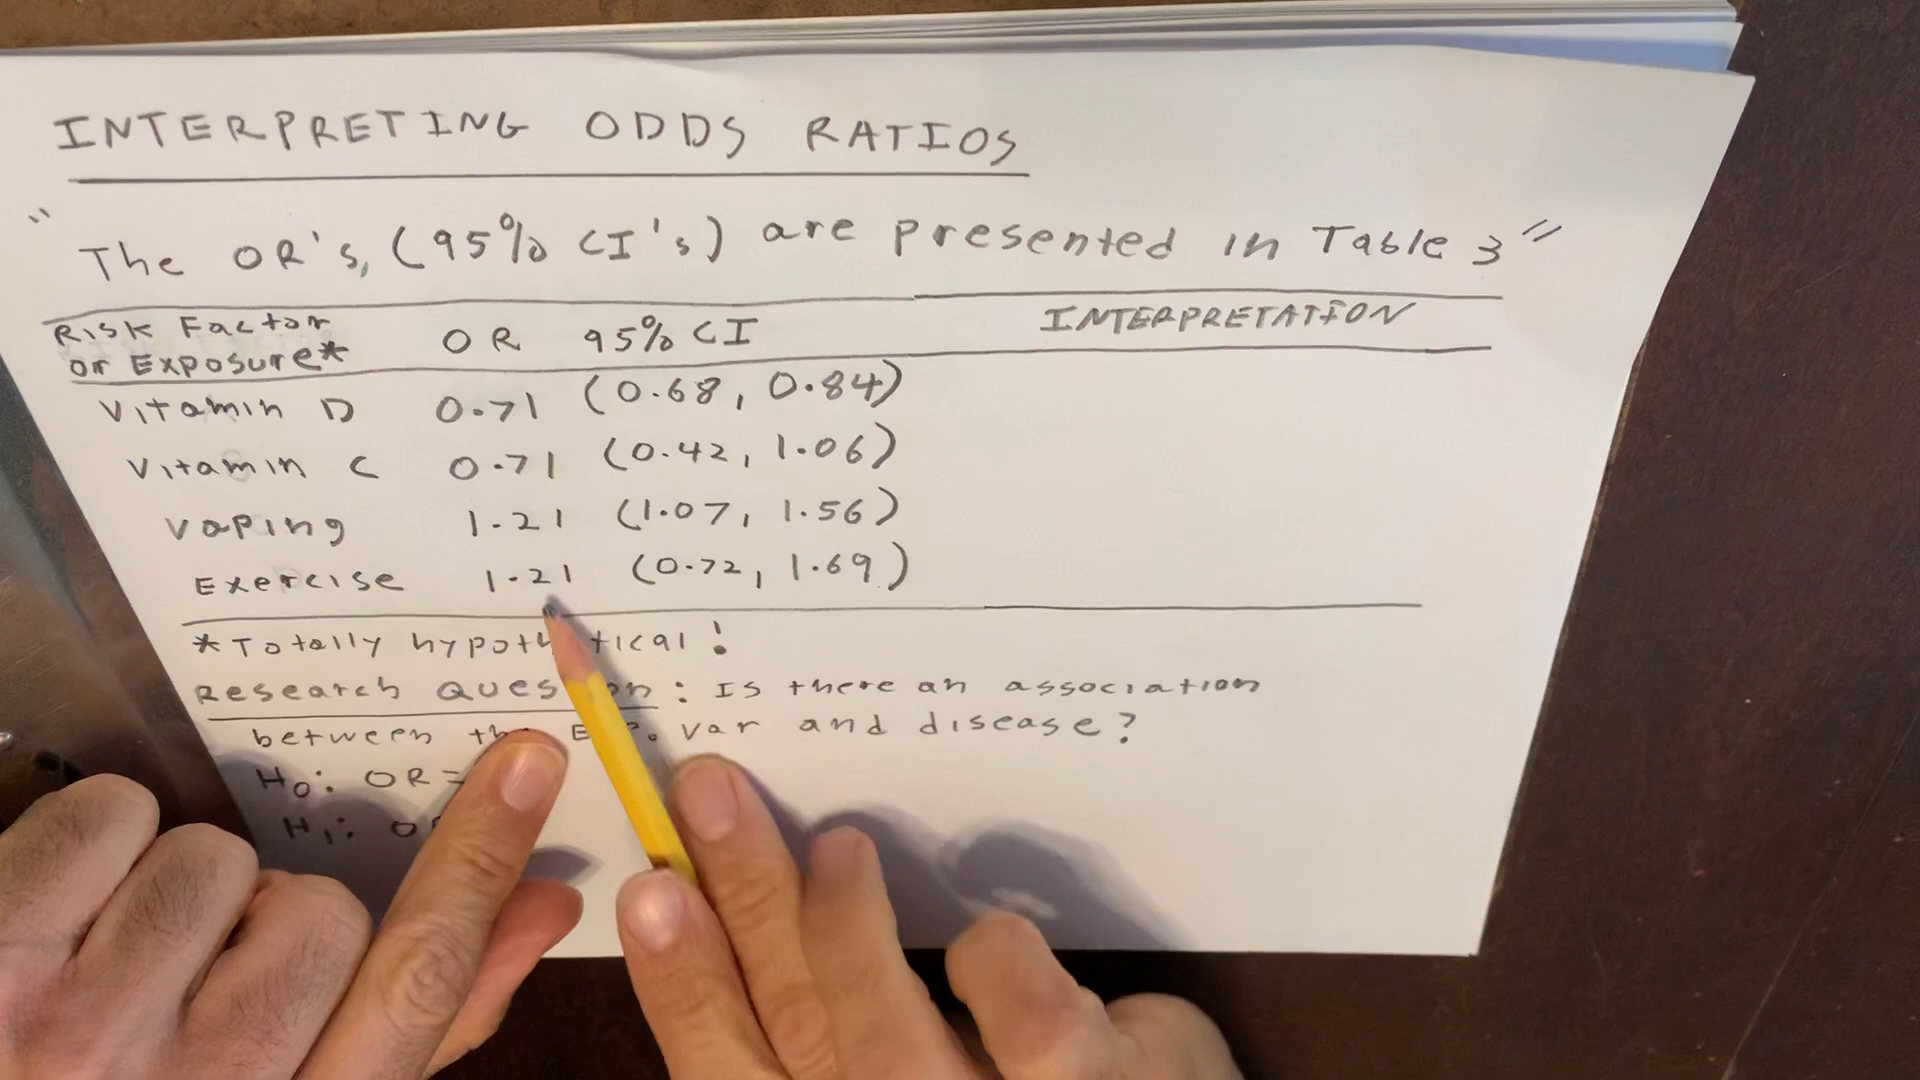 INTERPRETING ODDS RATIOS
"The OR's, (95% CI's) are presented in Table 3"
Risk Factor or Exposure* OR 95% CI INTERPRETATION
Vitamin D 0.71 (0.68, 0.84)
Vitamin C 0.71 (0.42, 1.06)
Vaping 1.21 (1.07, 1.56)
Exercise 1.21 (0.72, 1.69)
*Totally !
Research : Is there an association
between var and disease?
H0: OR =
H1: